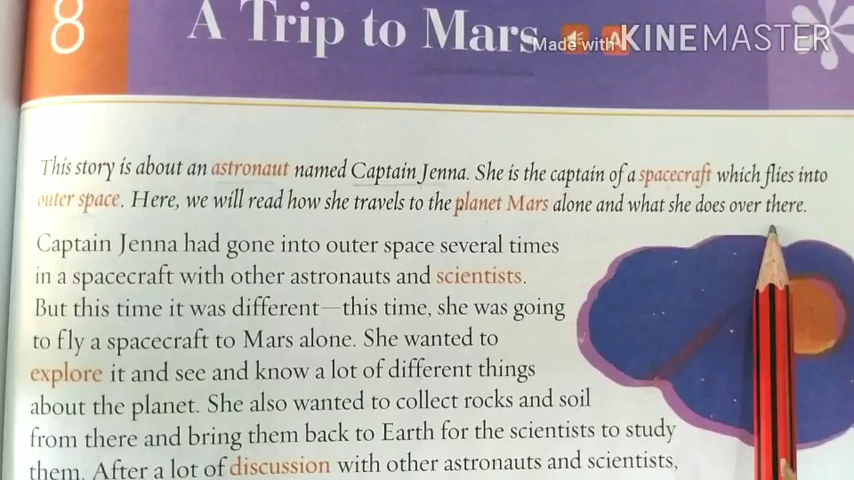 8
A Trip to Mars
Made with KINEMASTER
This story is about an astronaut named Captain Jenna. She is the captain of a spacecraft which flies into
outer space. Here, we will read how she travels to the planet Mars alone and what she does over there.
Captain Jenna had gone into outer space several times
in a spacecraft with other astronauts and scientists.
But this time it was different—this time, she was going
to fly a spacecraft to Mars alone. She wanted to
explore it and see and know a lot of different things
about the planet. She also wanted to collect rocks and soil
from there and bring them back to Earth for the scientists to study
them. After a lot of discussion with other astronauts and scientists,